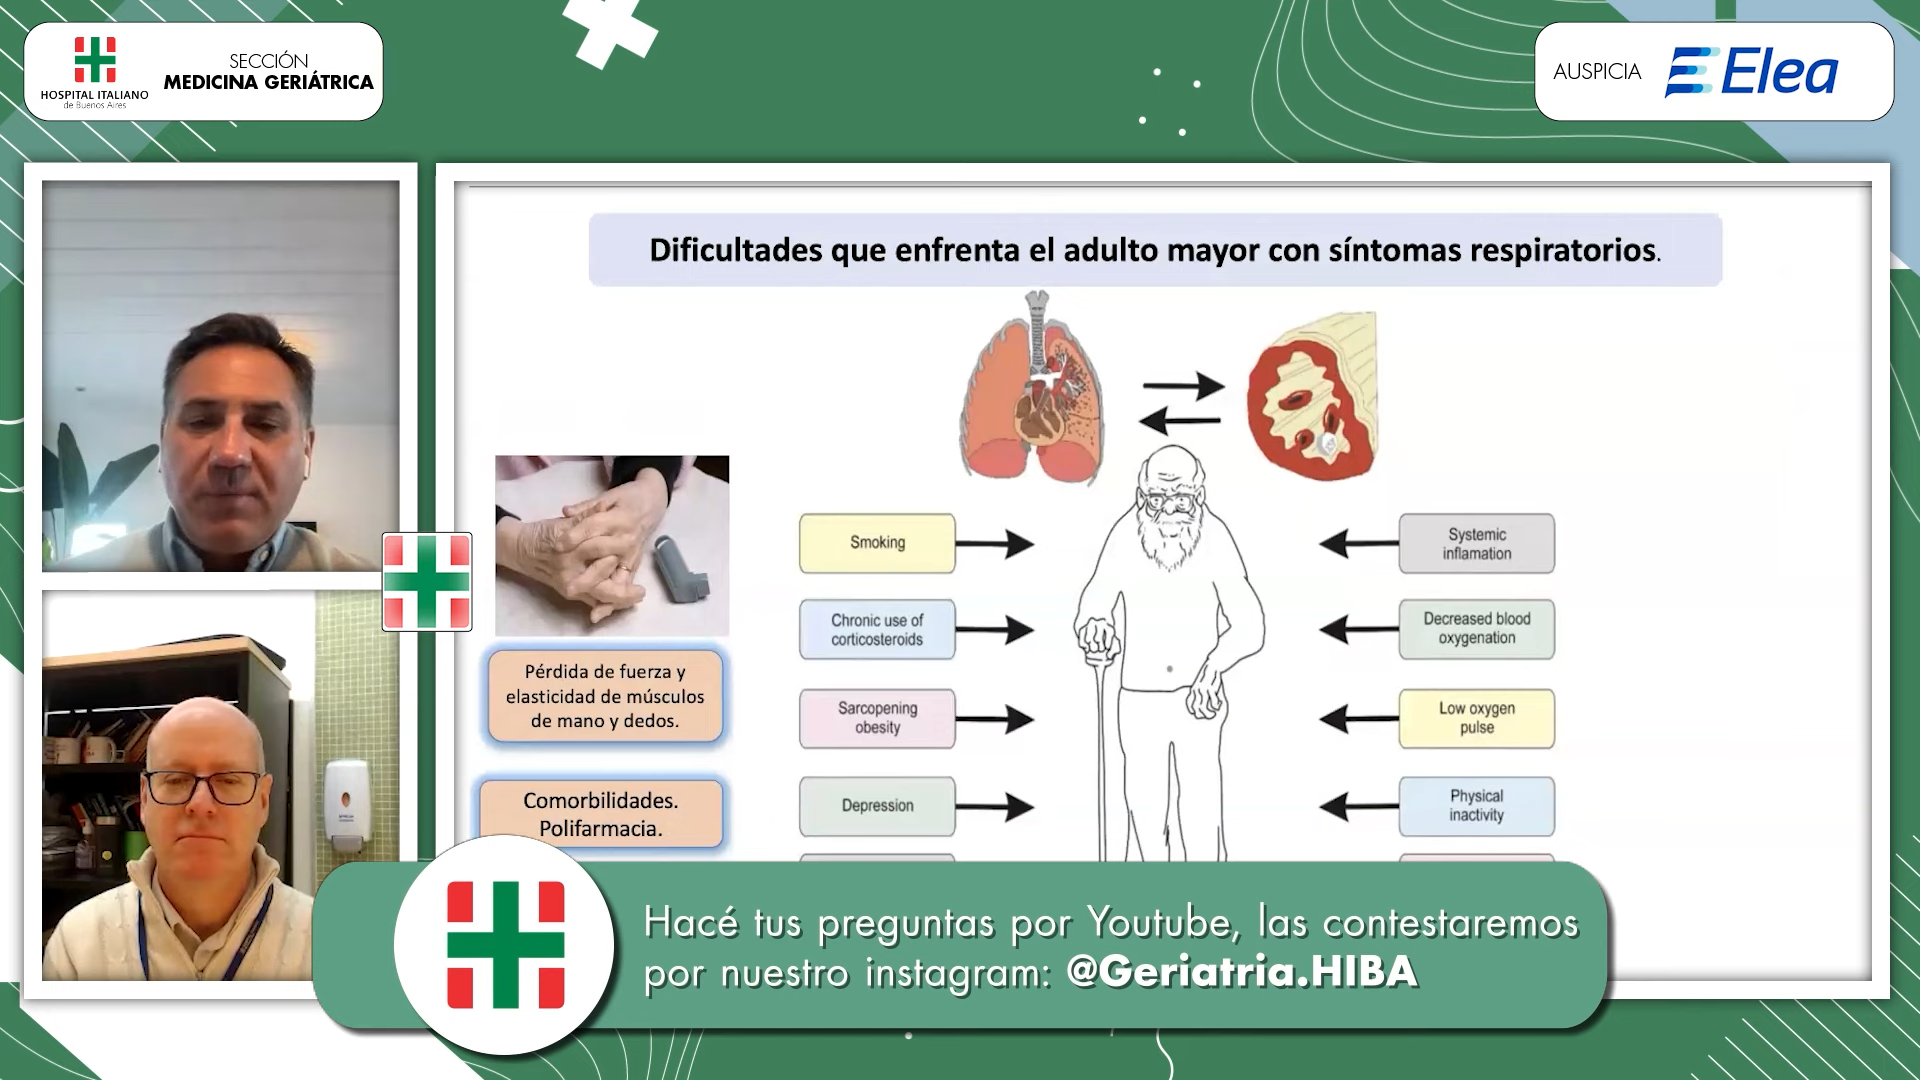 HOSPITAL ITALIANO
de Buenos Aires
SECCIÓN
MEDICINA GERIÁTRICA
AUSPICIA
Elea
Dificultades que enfrenta el adulto mayor con síntomas respiratorios.
Pérdida de fuerza y
elasticidad de músculos
de mano y dedos.
Comorbilidades.
Polifarmacia.
Smoking
Chronic use of
corticosteroids
Sarcopening
obesity
Depression
Systemic
inflamation
Decreased blood
oxygenation
Low oxygen
pulse
Physical
inactivity
Hacé tus preguntas por Youtube, las contestaremos
por nuestro instagram: @Geriatria.HIBA